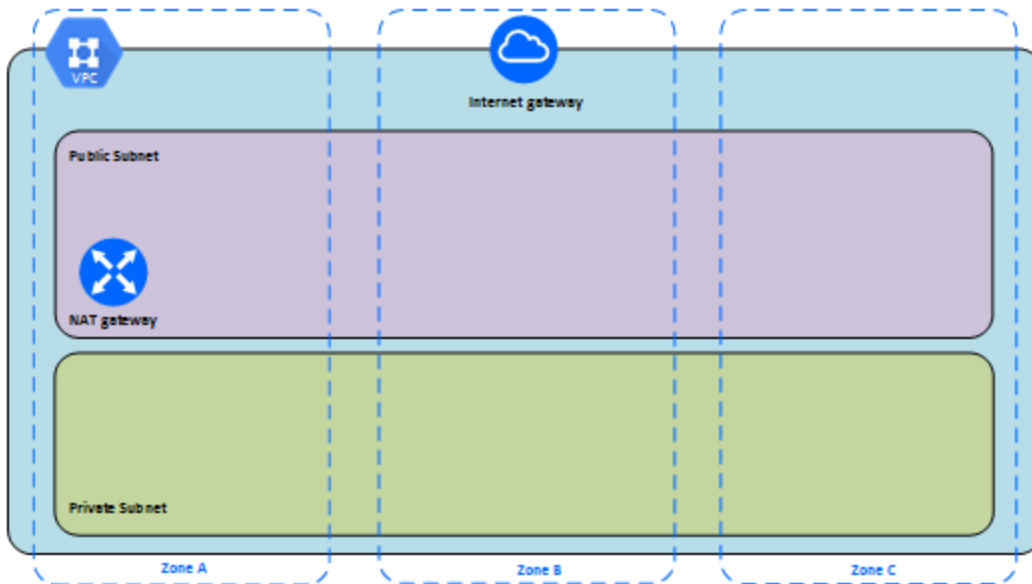 VPC
Internet gateway
Public Subnet
NAT gateway
Private Subnet
Zone A
Zone B
Zone C